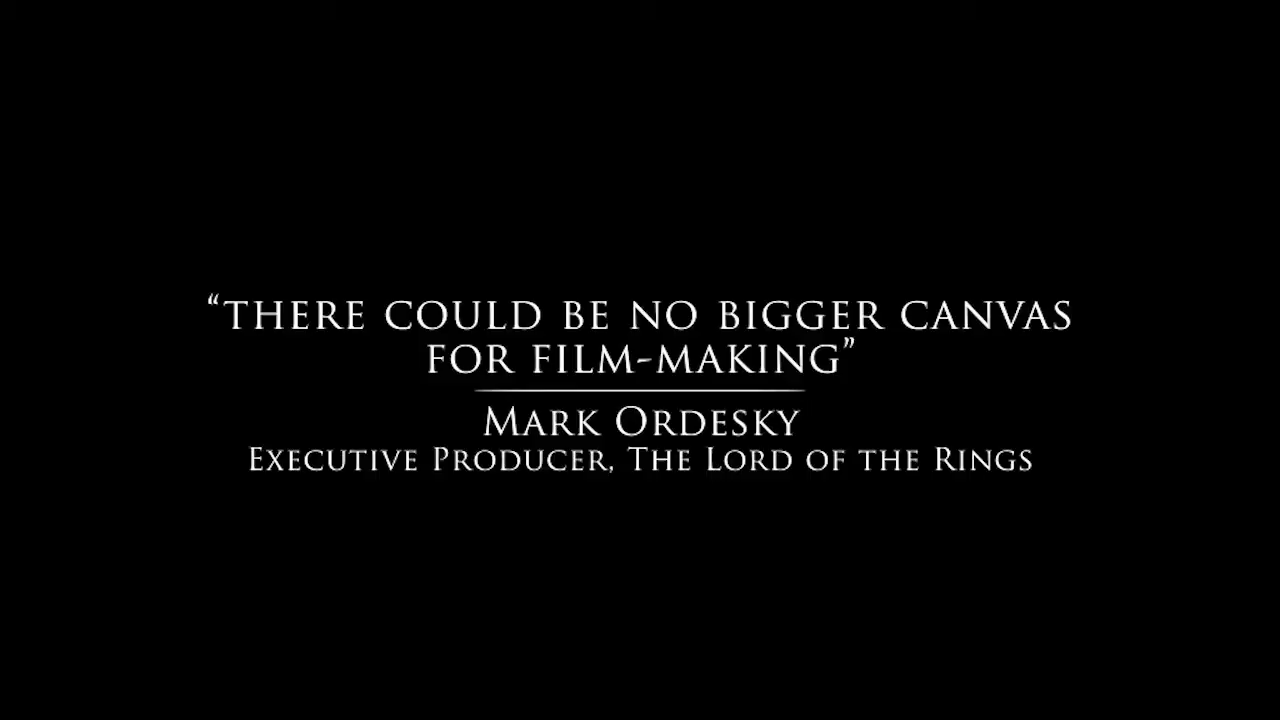 “THERE COULD BE NO BIGGER CANVAS
FOR FILM-MAKING”
MARK ORDESKY
EXECUTIVE PRODUCER, THE LORD OF THE RINGS